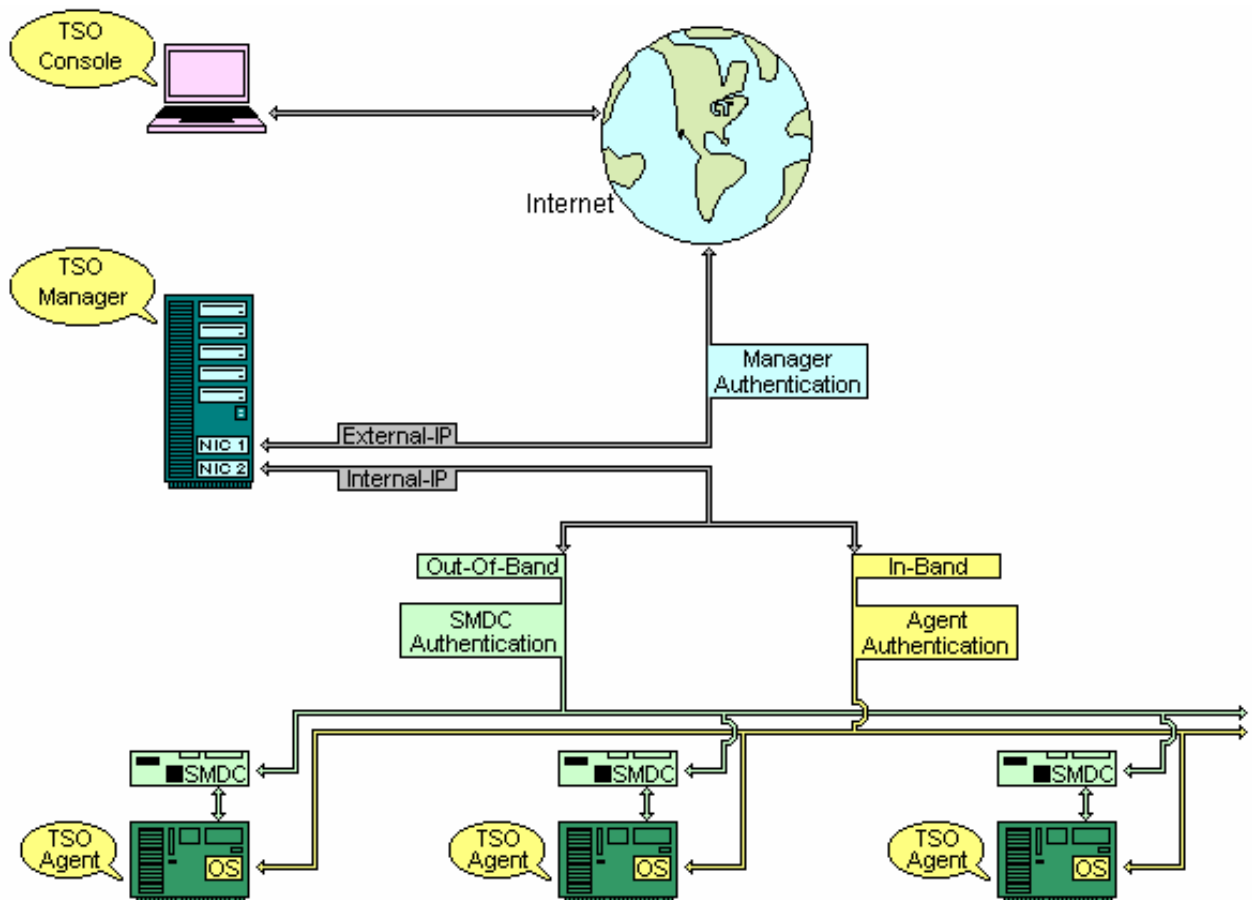 TSO
Console
Internet
TSO
Manager
Manager
Authentication
NIC 1
External-IP
NIC 2
Internal-IP
Out-Of-Band
In-Band
SMDC
Authentication
Agent
Authentication
SMDC
SMDC
SMDC
TSO
Agent
OS
TSO
Agent
OS
TSO
Agent
OS